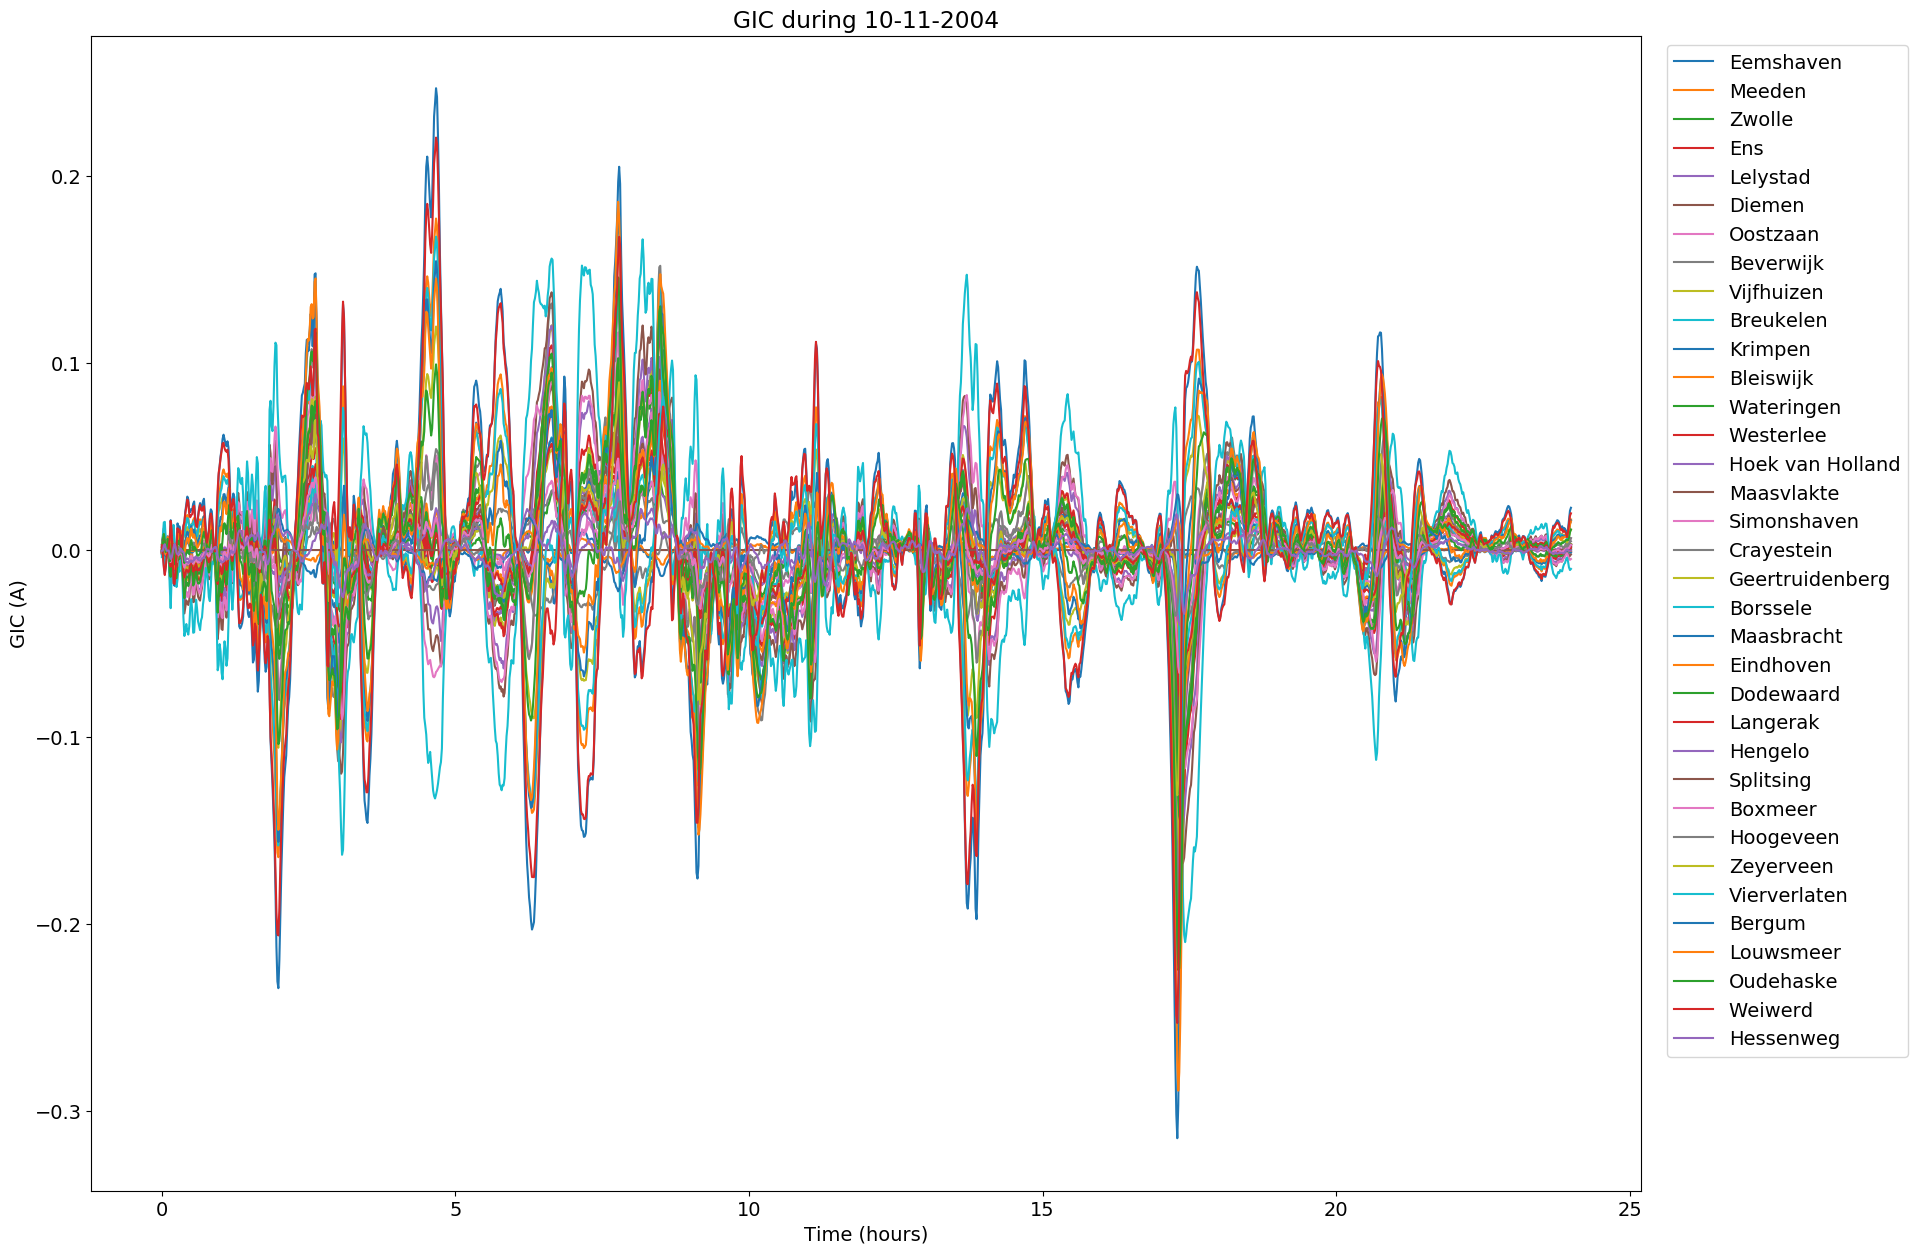 GIC during 10-11-2004
GIC (A)
0.2
0.1
0.0
−0.1
−0.2
−0.3
0 5 10 15 20 25
Time (hours)
Eemshaven
Meeden
Zwolle
Ens
Lelystad
Diemen
Oostzaan
Beverwijk
Vijfhuizen
Breukelen
Krimpen
Bleiswijk
Wateringen
Westerlee
Hoek van Holland
Maasvlakte
Simonshaven
Crayestein
Geertruidenberg
Borssele
Maasbracht
Eindhoven
Dodewaard
Langerak
Hengelo
Splitsing
Boxmeer
Hoogeveen
Zeyerveen
Vierverlaten
Bergum
Louwsmeer
Oudehaske
Weiwerd
Hessenweg